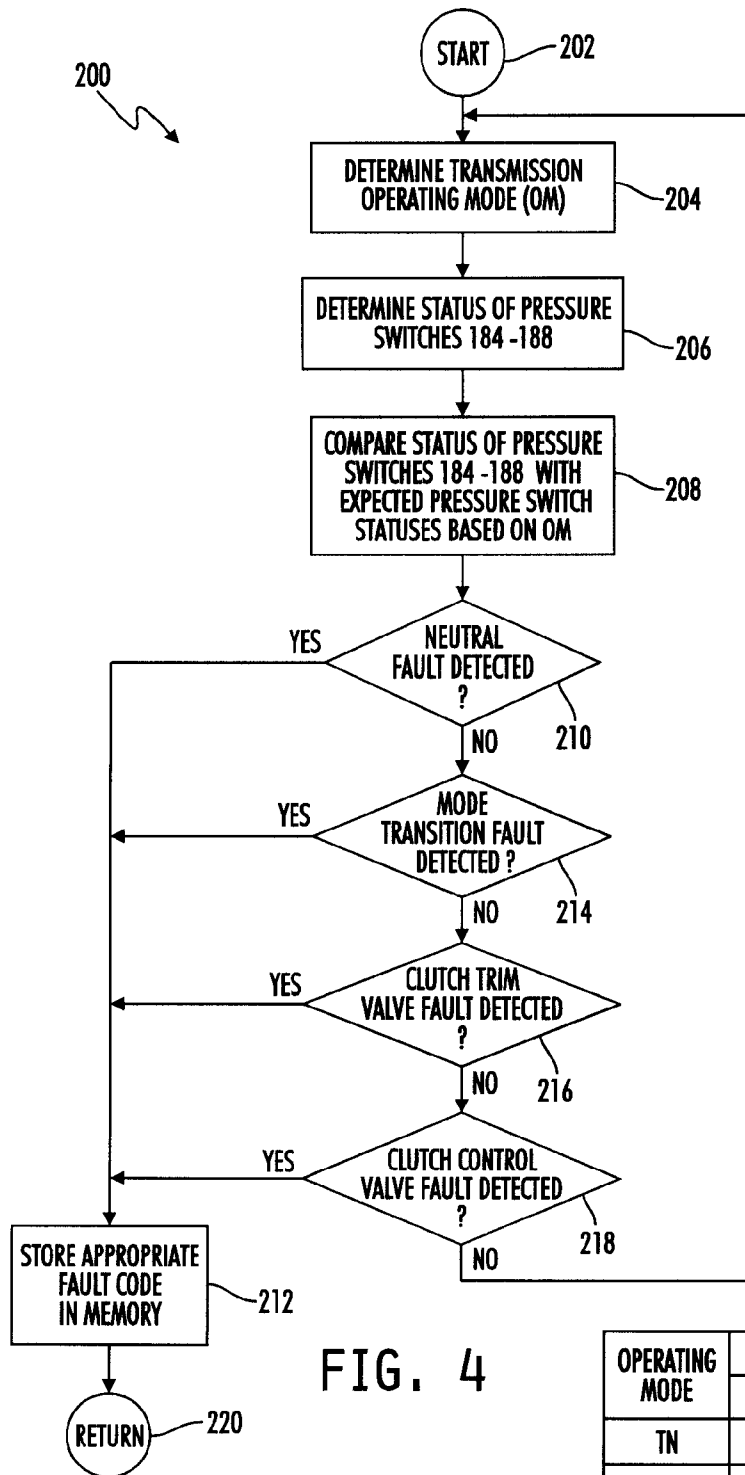 START
202
200
DETERMINE TRANSMISSION
OPERATING MODE (OM)
204
DETERMINE STATUS OF PRESSURE
SWITCHES 184 -188
206
COMPARE STATUS OF PRESSURE
SWITCHES 184 -188 WITH
EXPECTED PRESSURE SWITCH
STATUSES BASED ON OM
208
YES
NEUTRAL
FAULT DETECTED
?
210
NO
YES
MODE
TRANSITION FAULT
DETECTED ?
214
NO
YES
CLUTCH TRIM
VALVE FAULT DETECTED
?
216
NO
YES
CLUTCH CONTROL
VALVE FAULT DETECTED
?
218
NO
STORE APPROPRIATE
FAULT CODE
IN MEMORY
212
FIG. 4
RETURN
220
OPERATING
MODE
TN